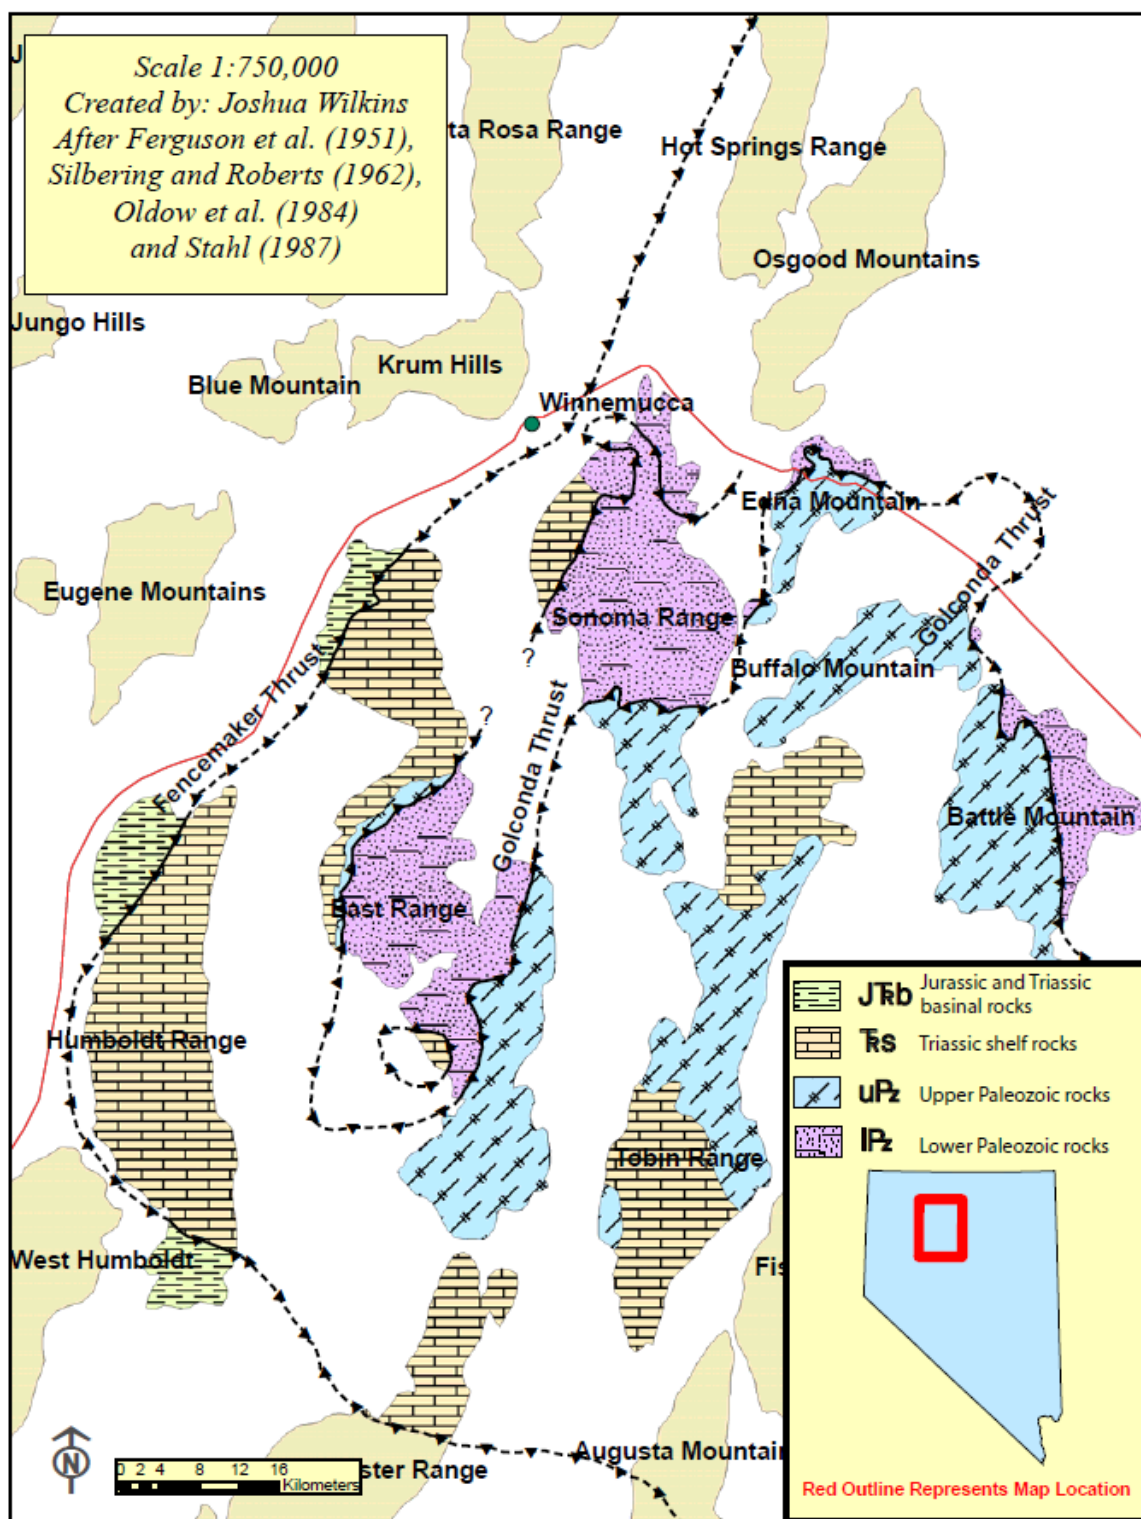 J
Scale 1:750,000
Created by: Joshua Wilkins
After Ferguson et al. (1951),
Silbering and Roberts (1962),
Oldow et al. (1984)
and Stahl (1987)
ta Rosa Range
Hot Springs Range
Osgood Mountains
Jungo Hills
Krum Hills
Blue Mountain
Winnemucca
Edna Mountain
Golconda Thrust
Eugene Mountains
Sonoma Range
?
Buffalo Mountain
Fencemaker Thrust
?
Golconda Thrust
Battle Mountain
East Range
Humboldt Range
Tobin Range
West Humboldt
Fis
Augusta Mountain
ster Range
N
0 2 4 8 12 16
Kilometers
JTRb Jurassic and Triassic
basinal rocks
TRs Triassic shelf rocks
uPz Upper Paleozoic rocks
lPz Lower Paleozoic rocks
Red Outline Represents Map Location